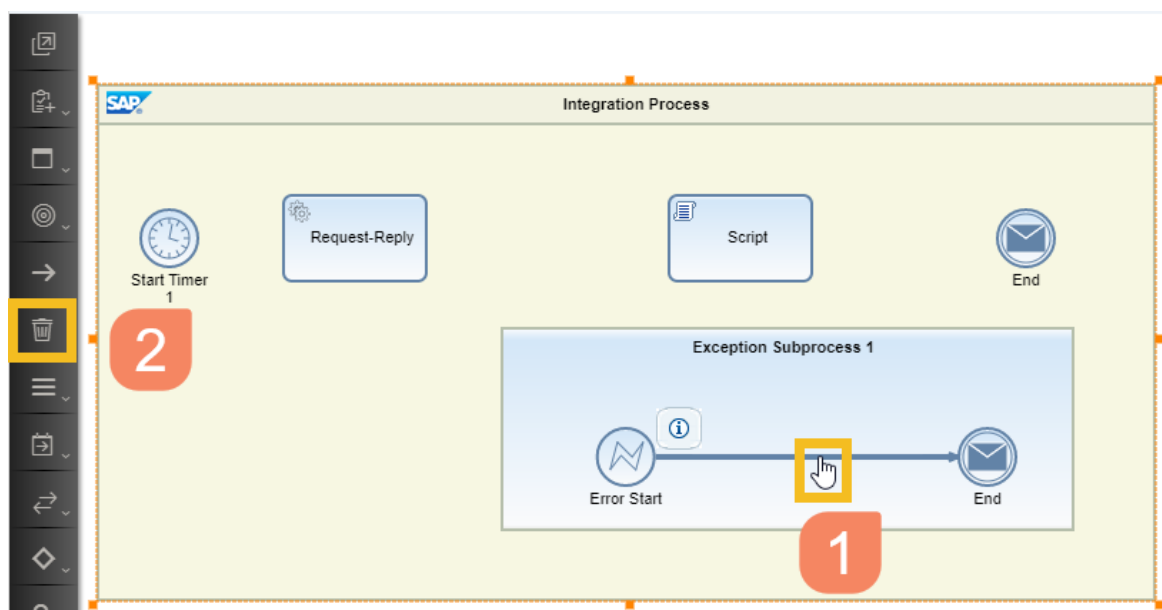 SAP
Integration Process
Request-Reply
Script
Start Timer
1
End
2
Exception Subprocess 1
Error Start
End
1